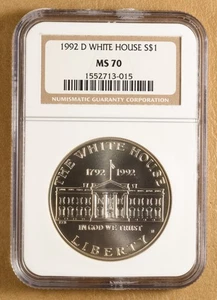 1992 D WHITE HOUSE S$1
MS 70
1552713-015
NUMISMATIC GUARANTY CORPORATION
THE WHITE HOUSE
1792 1992
IN GOD WE TRUST
LIBERTY